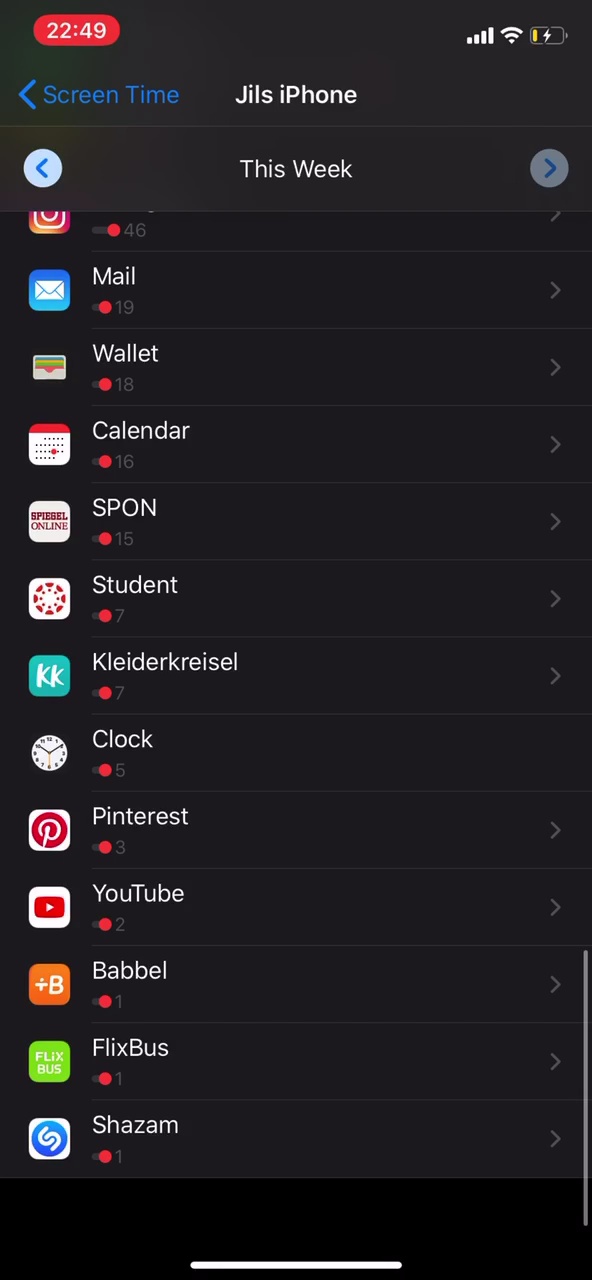 22:49
Screen Time
Jils iPhone
This Week
46
Mail
19
Wallet
18
Calendar
16
SPIEGEL
ONLINE
SPON
15
Student
7
KK
Kleiderkreisel
7
Clock
5
Pinterest
3
YouTube
2
+B
Babbel
1
FLiX
BUS
FlixBus
1
Shazam
1